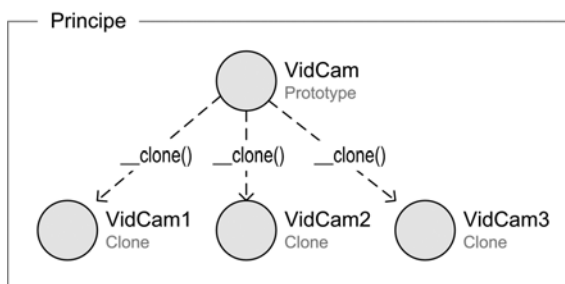 Principe
VidCam
Prototype
__clone() __clone() __clone()
VidCam1 VidCam2 VidCam3
Clone Clone Clone